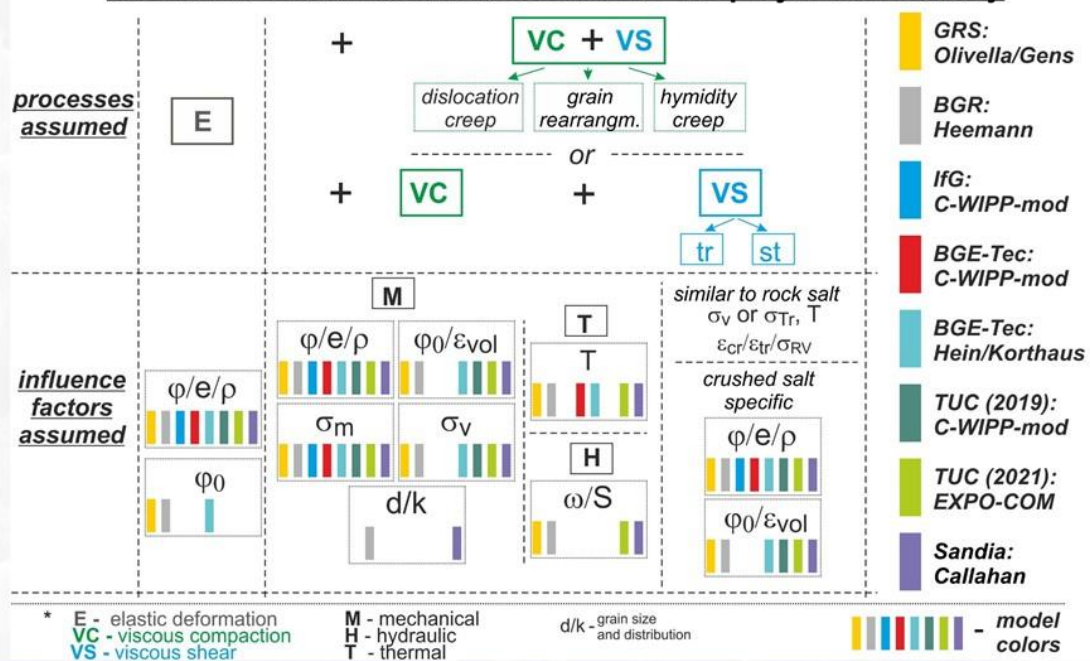 processes
assumed
E
+
VC + VS
dislocation
creep
grain
rearrangm.
hymidity
creep
or
+
VC
+
VS
tr
st
influence
factors
assumed
φ/e/ρ
φ0
M
φ/e/ρ
φ0/εvol
σm
σv
d/k
T
T
H
ω/S
similar to rock salt
σv or σTr, T
εcr/εtr/σRV
crushed salt
specific
φ/e/ρ
φ0/εvol
GRS:
Olivella/Gens
BGR:
Heemann
IfG:
C-WIPP-mod
BGE-Tec:
C-WIPP-mod
BGE-Tec:
Hein/Korthaus
TUC (2019):
C-WIPP-mod
TUC (2021):
EXPO-COM
Sandia:
Callahan
* E - elastic deformation
VC - viscous compaction
VS - viscous shear
M - mechanical
H - hydraulic
T - thermal
d/k - grain size
and distribution
- model
colors